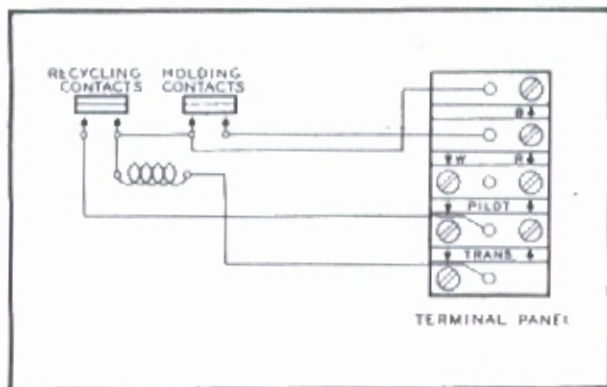 RECYCLING HOLDING
CONTACTS CONTACTS
B
W R
PILOT
TRANS.
TERMINAL PANEL